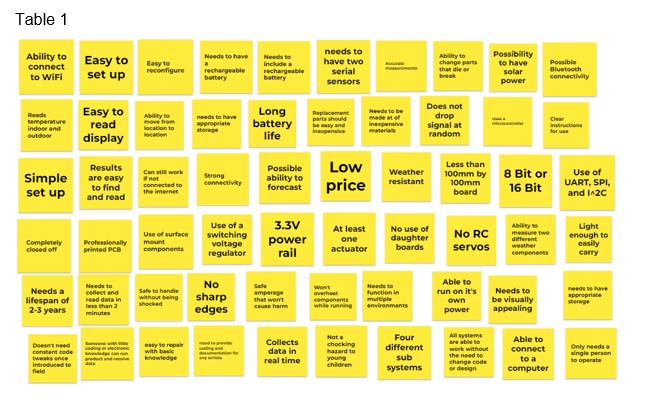 Table 1
Ability to connect to WiFi
Easy to set up
Easy to reconfigure
Needs to have a rechargeable battery
Needs to include a rechargeable battery
needs to have two serial sensors
Accurate measurements
Ability to change parts that die or break
Possibility to have solar power
Possible Bluetooth connectivity
Reads temperature indoor and outdoor
Easy to read display
Ability to move from location to location
needs to have appropriate storage
Long battery life
Replacement parts should be easy and inexpensive
Needs to be made at of inexpensive materials
Does not drop signal at random
Uses a microcontroller
Clear instructions for use
Simple set up
Results are easy to find and read
Can still work if not connected to the internet
Strong connectivity
Possible ability to forecast
Low price
Weather resistant
Less than 100mm by 100mm board
8 Bit or 16 Bit
Use of UART, SPI, and I^2C
Completely closed off
Professionally printed PCB
Use of surface mount components
Use of a switching voltage regulator
3.3V power rail
At least one actuator
No use of daughter boards
No RC servos
Ability to measure two different weather components
Light enough to easily carry
Needs a lifespan of 2-3 years
Needs to collect and read data in less than 2 minutes
Safe to handle without being shocked
No sharp edges
Safe amperage that won't cause harm
Won't overheat components while running
Needs to function in multiple environments
Able to run on it's own power
Needs to be visually appealing
needs to have appropriate storage
Doesn't need constant code tweaks once introduced to field
Someone with little coding or electronic knowledge can run product and receive data
easy to repair with basic knowledge
need to provide coding and documentation for any scripts
Collects data in real time
Not a chocking hazard to young children
Four different sub systems
All systems are able to work without the need to change code or design
Able to connect to a computer
Only needs a single person to operate